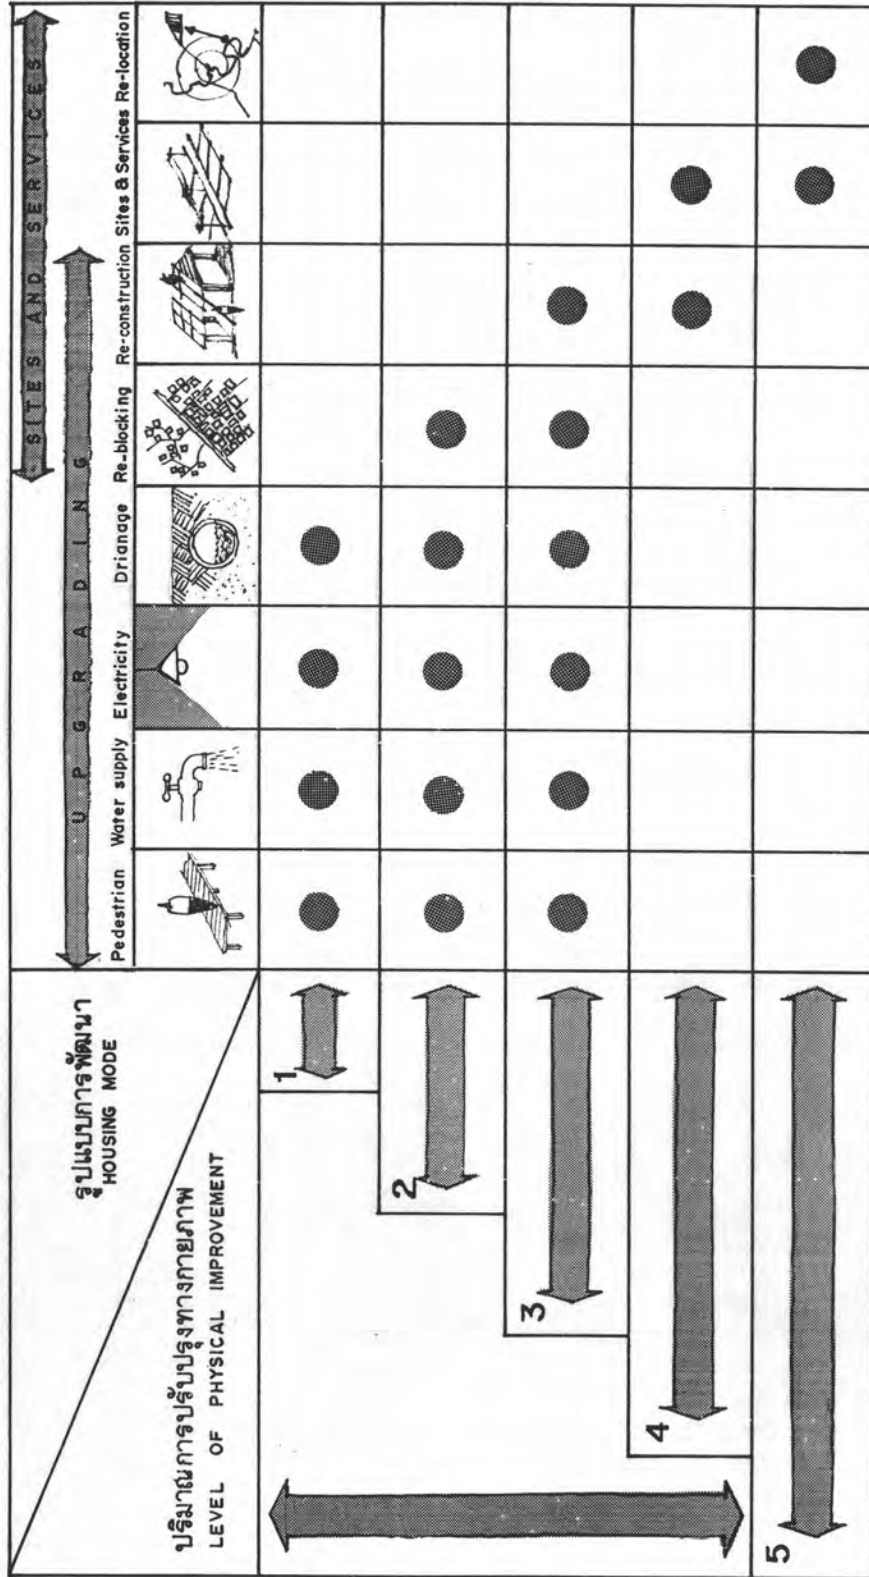 รูปแบบการพัฒนา
HOUSING MODE
ปริมาณการปรับปรุงทางกายภาพ
LEVEL OF PHYSICAL IMPROVEMENT
SITES AND SERVICES
UPGRADING
Pedestrian
Water supply
Electricity
Drianage
Re-blocking
Re-construction
Sites & Services
Re-location
1
2
3
4
5